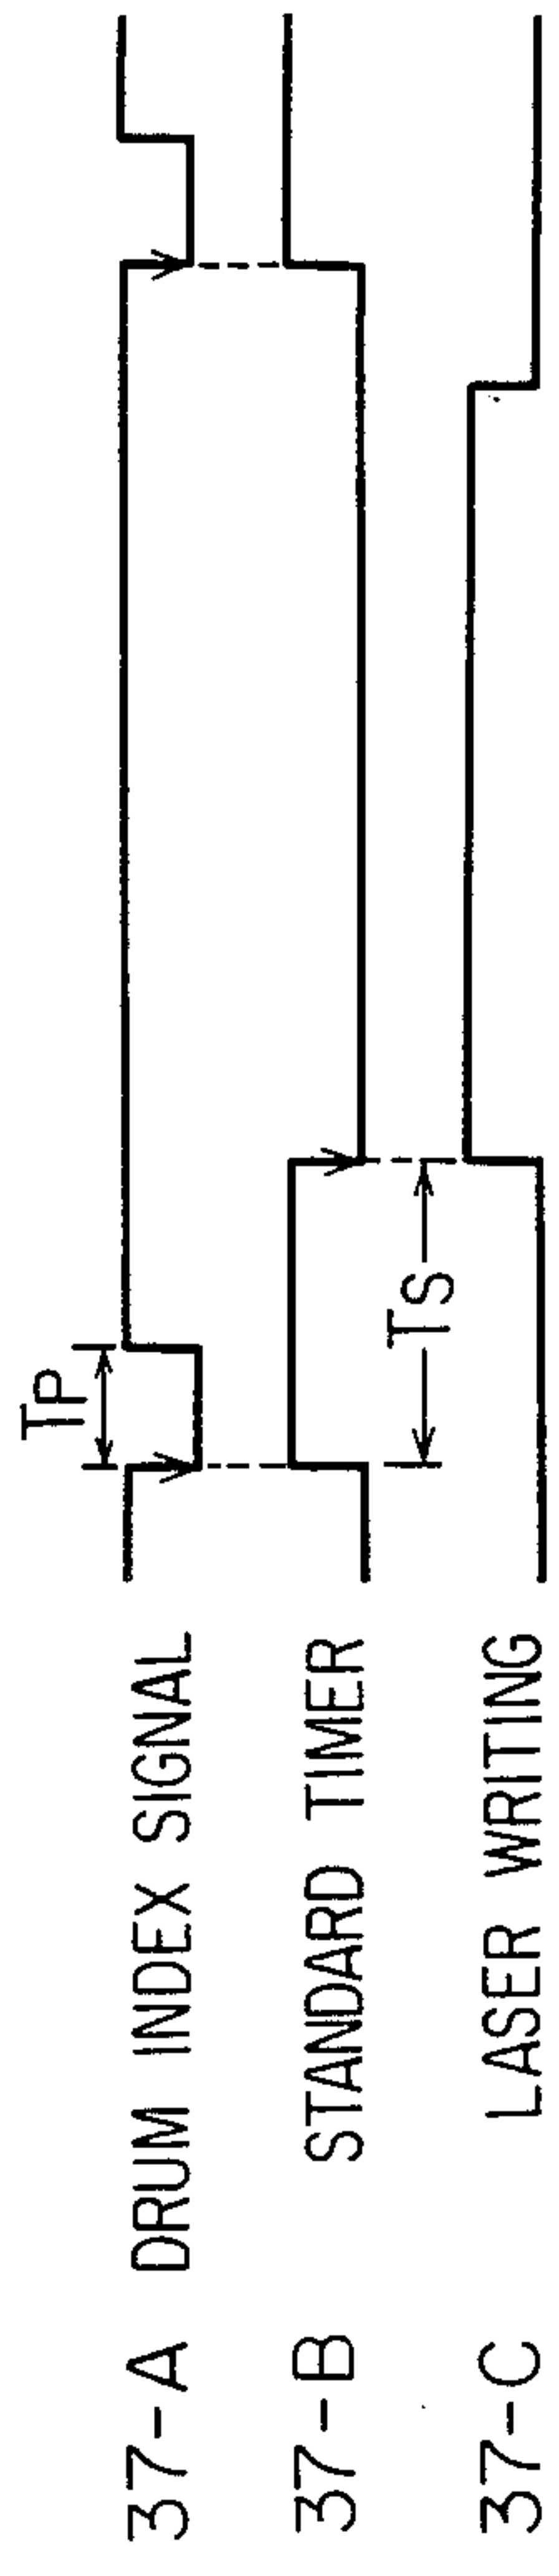 37-A DRUM INDEX SIGNAL
TP
37-B STANDARD TIMER
TS
37-C LASER WRITING